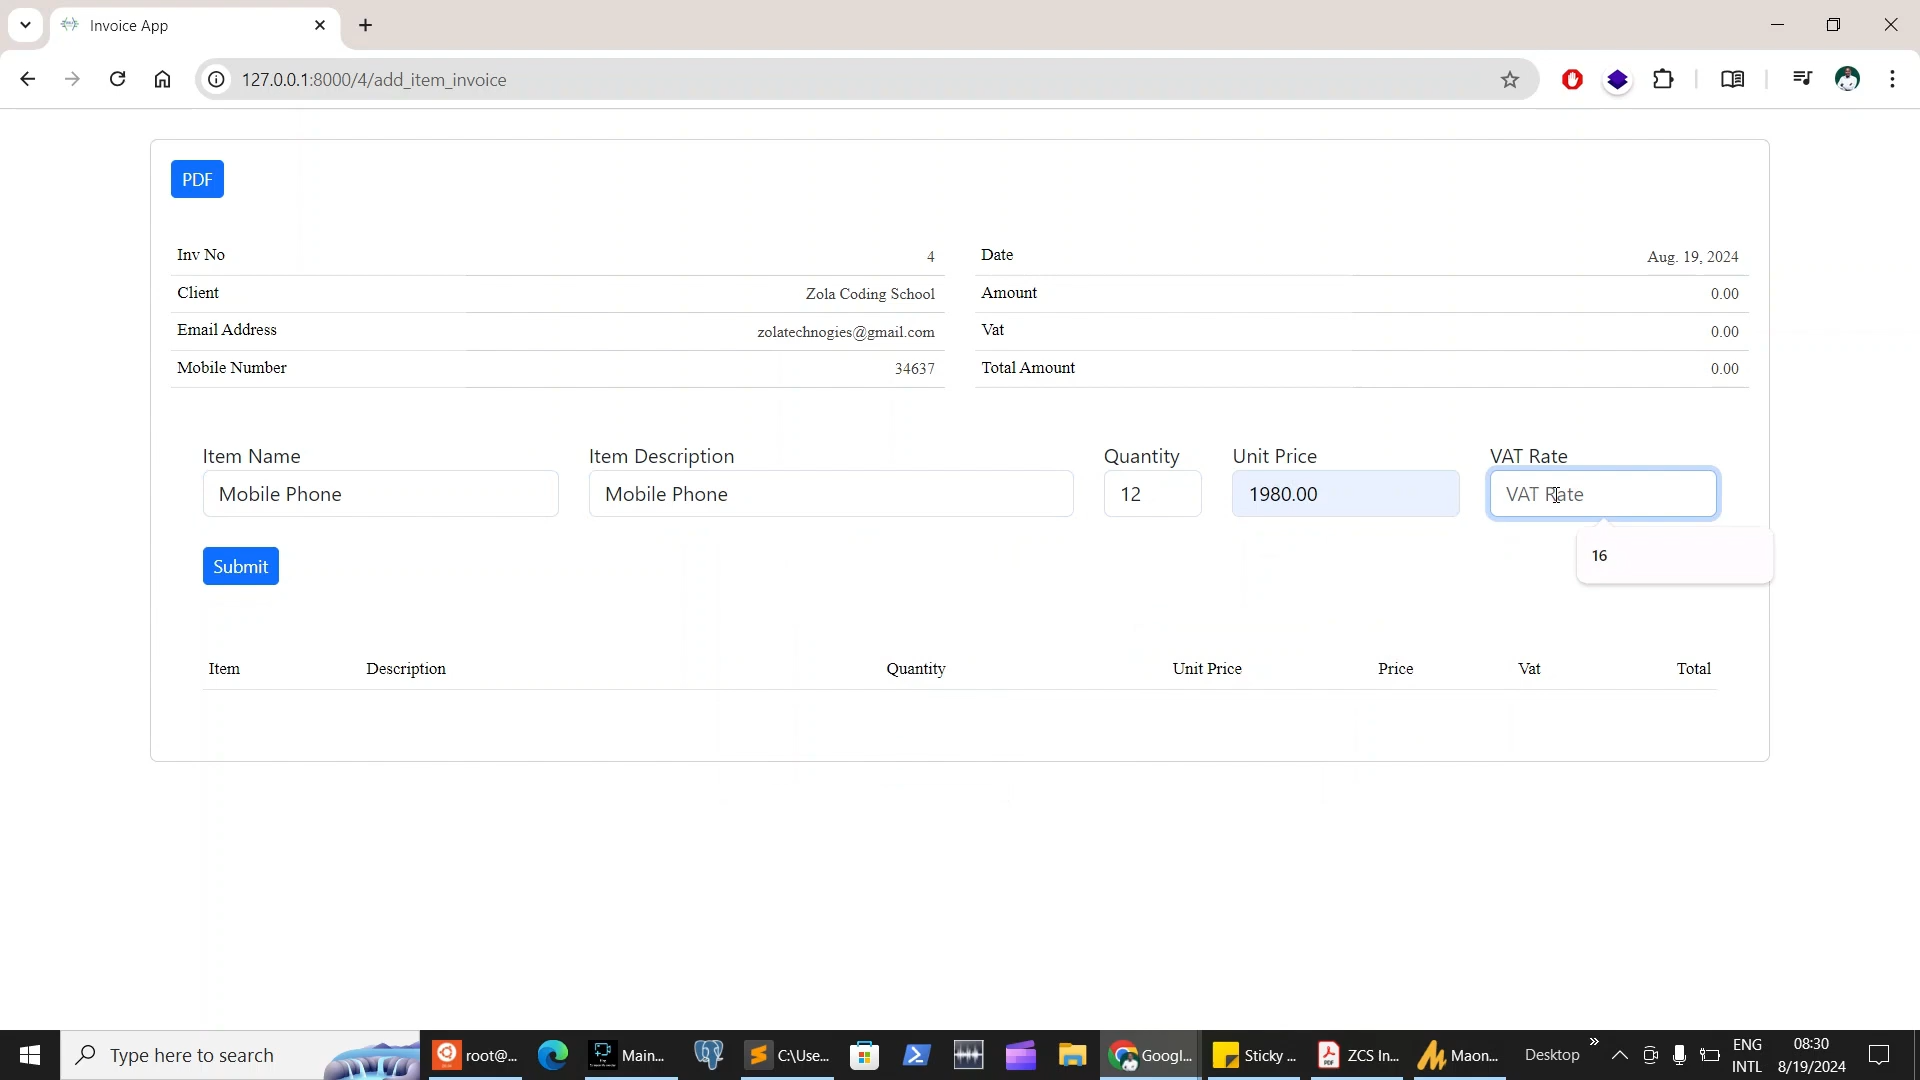 Invoice App
127.0.0.1:8000/4/add_item_invoice
PDF
Inv No 4 Date Aug. 19, 2024
Client Zola Coding School Amount 0.00
Email Address zolatechnogies@gmail.com Vat 0.00
Mobile Number 34637 Total Amount 0.00
Item Name Item Description Quantity Unit Price VAT Rate
Mobile Phone Mobile Phone 12 1980.00 VAT Rate
16
Submit
Item Description Quantity Unit Price Price Vat Total
Type here to search root@... Main... C:\Use... Googl... Sticky ... ZCS In... Maon... Desktop ENG 08:30
INTL 8/19/2024